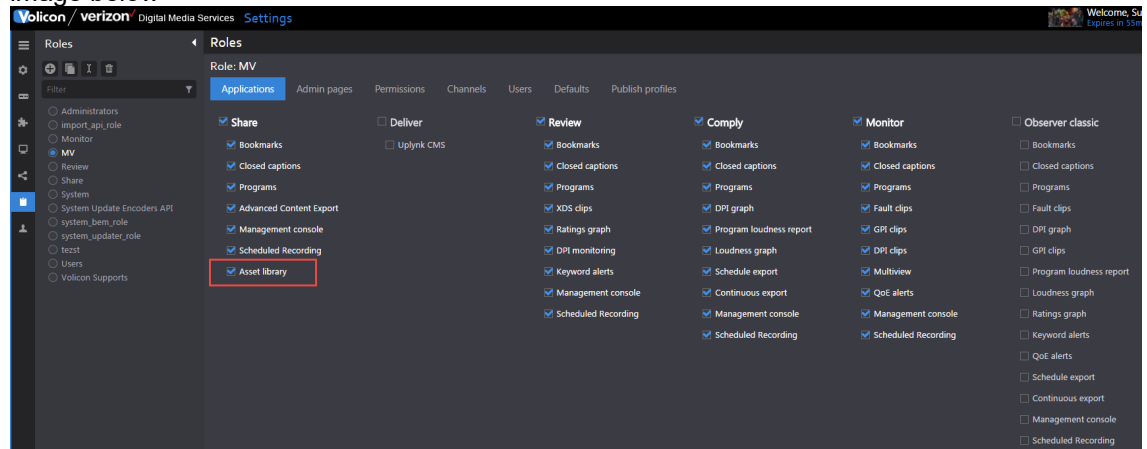 Volicon / verizon✓ Digital Media Services Settings
Welcome, Su
Expires in 55m
Roles
Filter
Administrators
import_api_role
Monitor
MV
Review
Share
System
System Update Encoders API
system_bem_role
system_updater_role
tezst
Users
Volicon Supports
Roles
Role: MV
Applications Admin pages Permissions Channels Users Defaults Publish profiles
Share
Bookmarks
Closed captions
Programs
Advanced Content Export
Management console
Scheduled Recording
Asset library
Deliver
Uplynk CMS
Review
Bookmarks
Closed captions
Programs
XDS clips
Ratings graph
DPI monitoring
Keyword alerts
Management console
Scheduled Recording
Comply
Bookmarks
Closed captions
Programs
DPI graph
Program loudness report
Loudness graph
Schedule export
Continuous export
Management console
Scheduled Recording
Monitor
Bookmarks
Closed captions
Programs
Fault clips
GPI clips
DPI clips
Multiview
QoE alerts
Management console
Scheduled Recording
Observer classic
Bookmarks
Closed captions
Programs
Fault clips
DPI graph
GPI clips
Program loudness report
Loudness graph
Ratings graph
Keyword alerts
QoE alerts
Schedule export
Continuous export
Management console
Scheduled Recording